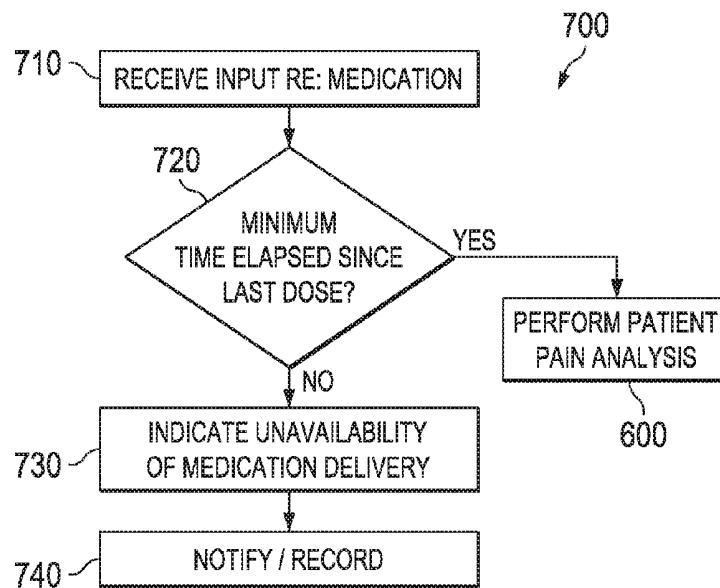 700
710
RECEIVE INPUT RE: MEDICATION
720
MINIMUM
TIME ELAPSED SINCE
LAST DOSE?
YES
PERFORM PATIENT
PAIN ANALYSIS
600
NO
730
INDICATE UNAVAILABILITY
OF MEDICATION DELIVERY
740
NOTIFY / RECORD